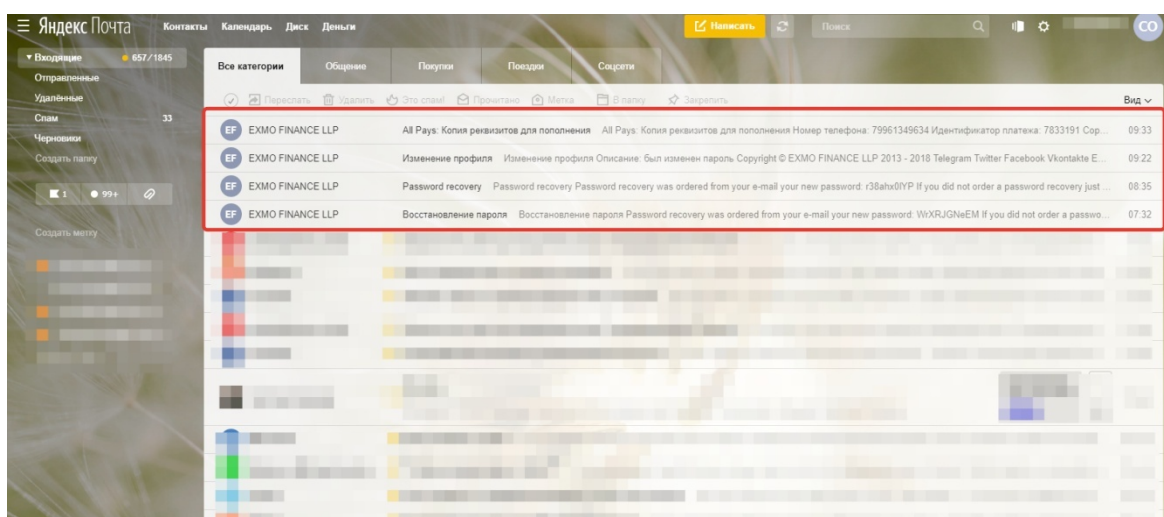 Яндекс Почта Контакты Календарь Диск Деньги Написать Поиск CO
Входящие 657/1845
Отправленные
Удалённые
Спам 33
Черновики
Создать папку
1 99+
Создать метку
Все категории Общение Покупки Поездки Соцсети
Переслать Удалить Это спам! Прочитано Метка В папку Закрепить Вид
EF EXMO FINANCE LLP All Pays: Копия реквизитов для пополнения All Pays: Копия реквизитов для пополнения Номер телефона: 79961349634 Идентификатор платежа: 7833191 Cop... 09:33
EF EXMO FINANCE LLP Изменение профиля Изменение профиля Описание: был изменен пароль Copyright © EXMO FINANCE LLP 2013 - 2018 Telegram Twitter Facebook Vkontakte E... 09:22
EF EXMO FINANCE LLP Password recovery Password recovery Password recovery was ordered from your e-mail your new password: r38ahx0IYP If you did not order a password recovery just ... 08:35
EF EXMO FINANCE LLP Восстановление пароля Восстановление пароля Password recovery was ordered from your e-mail your new password: WrXRJGNeEM If you did not order a passwo... 07:32